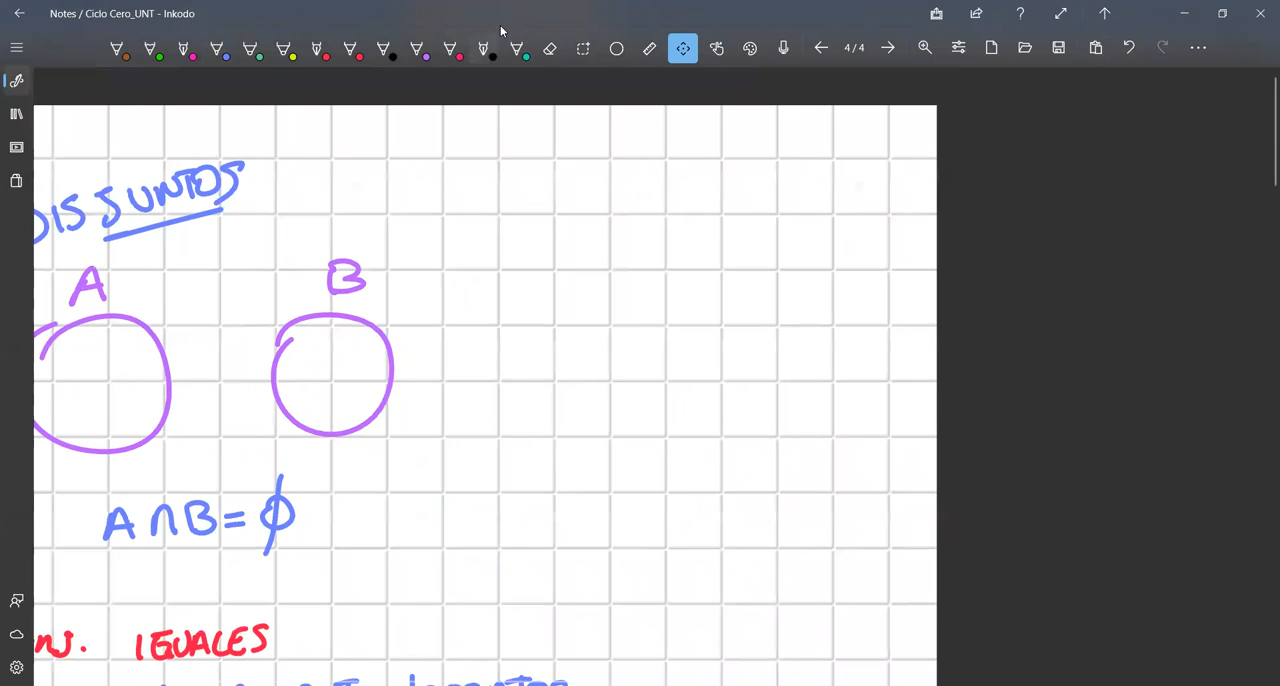 Notes / Ciclo Cero_UNT - Inkodo
4 / 4
DISJUNTOS
A B
A ∩ B = ϕ
nJ. IGUALES